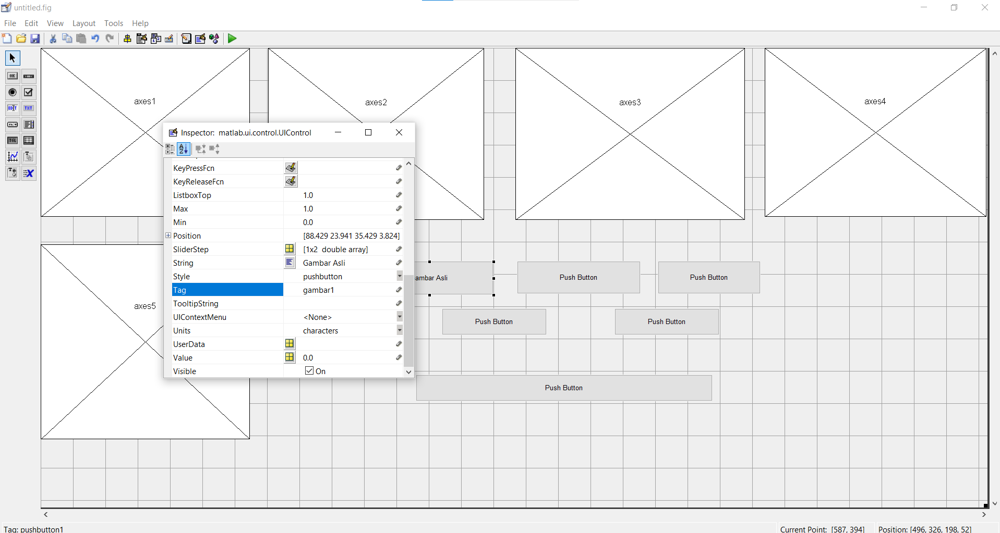 untitled.fig
File Edit View Layout Tools Help
OK
EDIT TXT
TGL
axes1
axes2
axes3
axes4
Inspector: matlab.ui.control.UIControl
KeyPressFcn
KeyReleaseFcn
ListboxTop 1.0
Max 1.0
Min 0.0
Position [88.429 23.941 35.429 3.824]
SliderStep [1x2 double array]
String Gambar Asli
Style pushbutton
Tag gambar1
TooltipString
UIContextMenu <None>
Units characters
UserData
Value 0.0
Visible On
axes5
ambar Asli
Push Button
Push Button
Push Button
Push Button
Push Button
Tag: pushbutton1
Current Point: [587, 394]
Position: [496, 326, 198, 52]